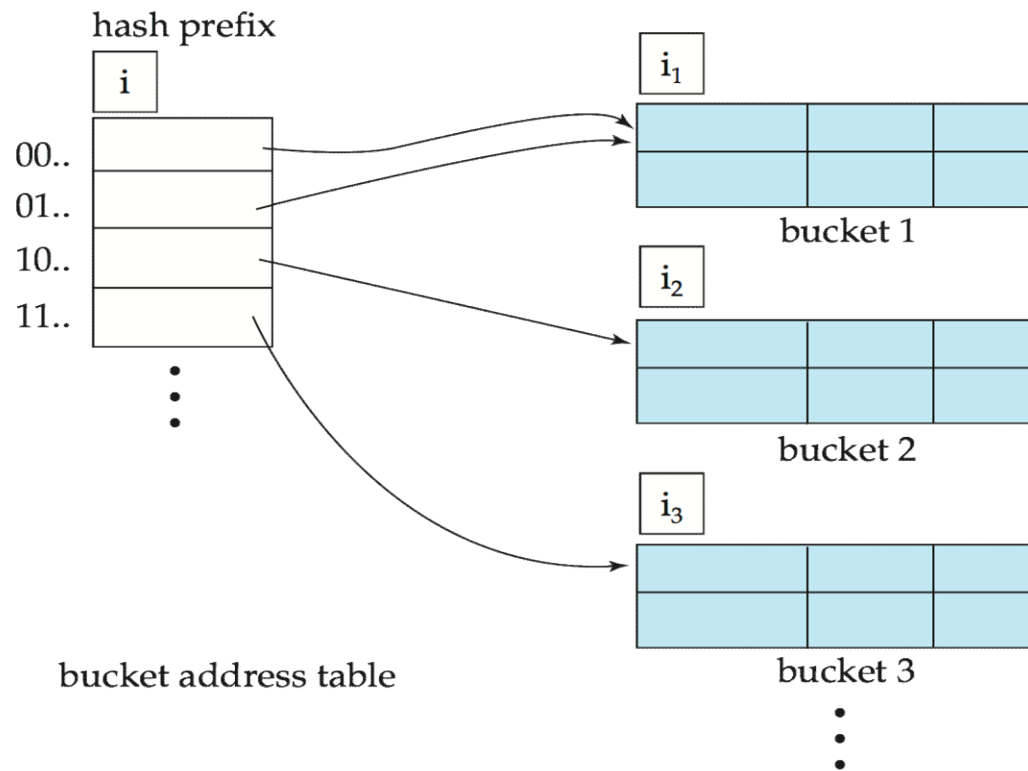 hash prefix
i
00..
01..
10..
11..
bucket address table
i₁
bucket 1
i₂
bucket 2
i₃
bucket 3